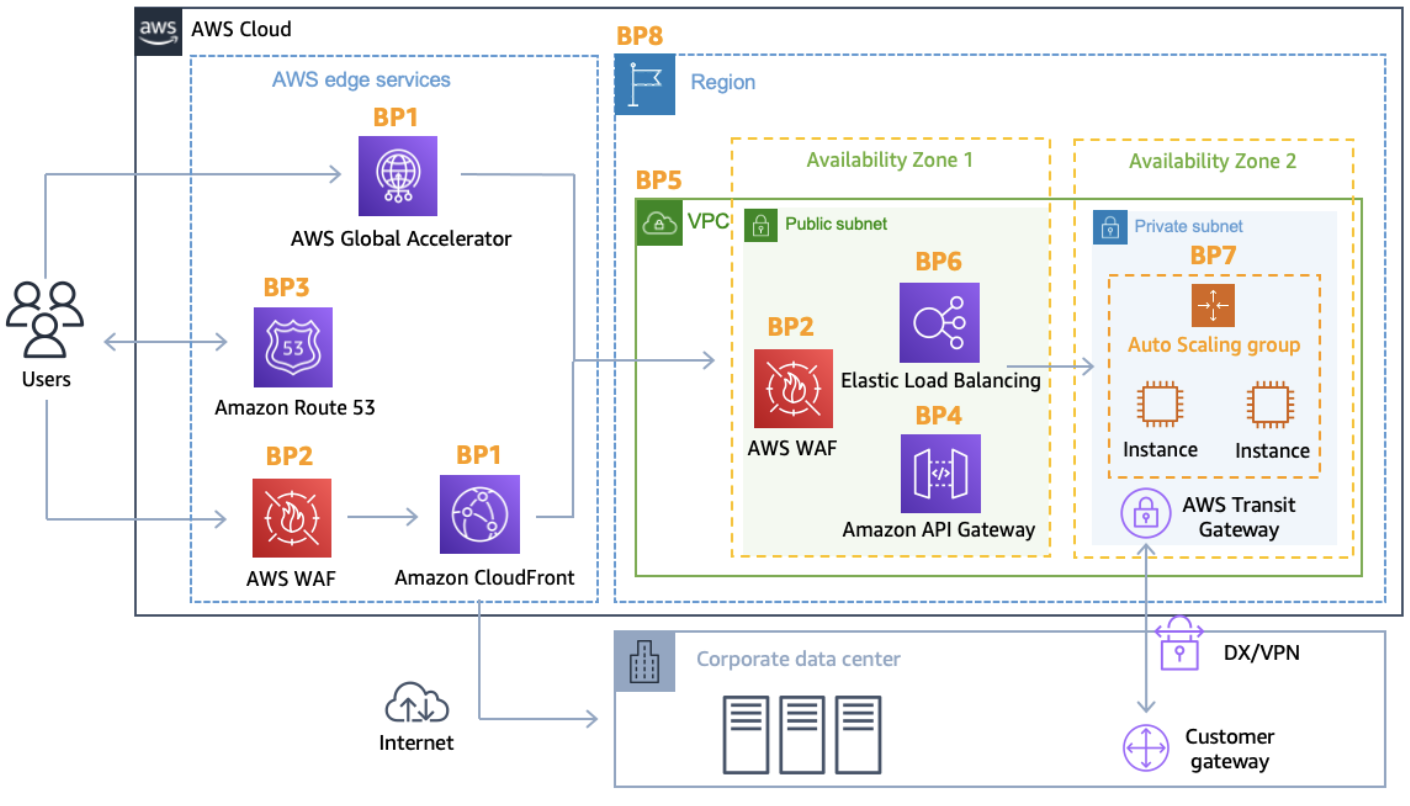 aws
AWS Cloud
AWS edge services
BP1
AWS Global Accelerator
BP3
53
Amazon Route 53
Users
BP2
AWS WAF
BP1
Amazon CloudFront
BP8
Region
BP5
VPC
Availability Zone 1
Public subnet
BP6
Elastic Load Balancing
BP2
AWS WAF
BP4
</>
Amazon API Gateway
Availability Zone 2
Private subnet
BP7
Auto Scaling group
Instance
Instance
AWS Transit
Gateway
Internet
Corporate data center
DX/VPN
Customer
gateway